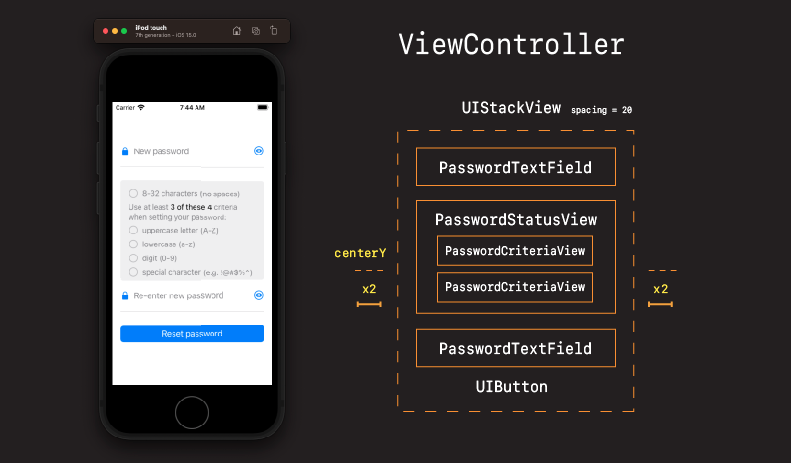 iPod touch
7th generation - iOS 15.0
Carrier
7:44 AM
New password
8-32 characters (no spaces)
Use at least 3 of these 4 criteria
when setting your password:
uppercase letter (A-Z)
lowercase (a-z)
digit (0-9)
special character (e.g. !@#$%^)
Re-enter new password
Reset password
ViewController
UIStackView spacing = 20
PasswordTextField
PasswordStatusView
PasswordCriteriaView
PasswordCriteriaView
centerY
x2
x2
PasswordTextField
UIButton